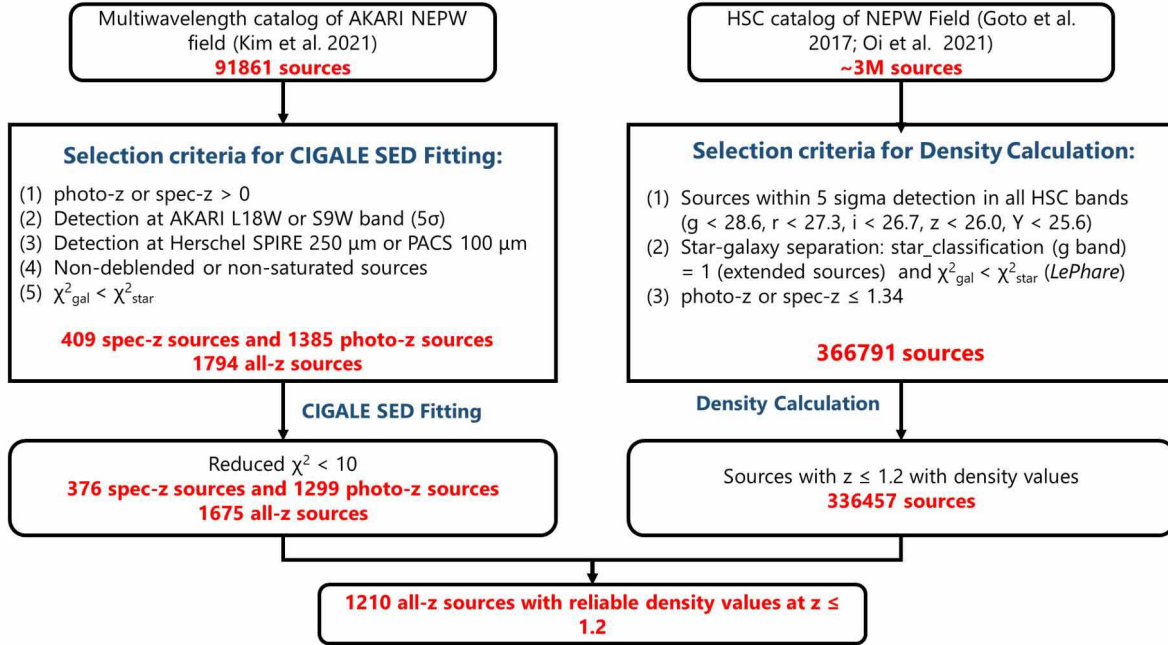 Multiwavelength catalog of AKARI NEPW
field (Kim et al. 2021)
91861 sources
HSC catalog of NEPW Field (Goto et al.
2017; Oi et al. 2021)
~3M sources
Selection criteria for CIGALE SED Fitting:
(1) photo-z or spec-z > 0
(2) Detection at AKARI L18W or S9W band (5σ)
(3) Detection at Herschel SPIRE 250 μm or PACS 100 μm
(4) Non-deblended or non-saturated sources
(5) χ²gal < χ²star
409 spec-z sources and 1385 photo-z sources
1794 all-z sources
Selection criteria for Density Calculation:
(1) Sources within 5 sigma detection in all HSC bands
(g < 28.6, r < 27.3, i < 26.7, z < 26.0, Y < 25.6)
(2) Star-galaxy separation: star_classification (g band)
= 1 (extended sources) and χ²gal < χ²star (LePhare)
(3) photo-z or spec-z ≤ 1.34
366791 sources
CIGALE SED Fitting
Density Calculation
Reduced χ² < 10
376 spec-z sources and 1299 photo-z sources
1675 all-z sources
Sources with z ≤ 1.2 with density values
336457 sources
1210 all-z sources with reliable density values at z ≤
1.2